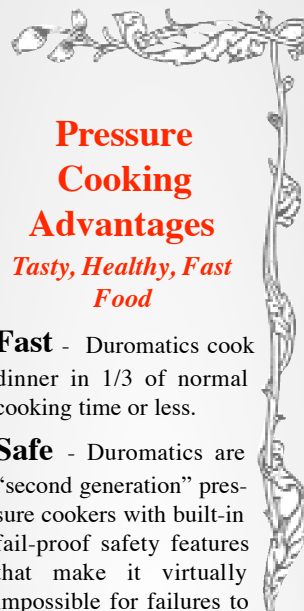 Pressure
Cooking
Advantages
Tasty, Healthy, Fast
Food
Fast - Duromatics cook
dinner in 1/3 of normal
cooking time or less.
Safe - Duromatics are
“second generation” pres-
sure cookers with built-in
fail-proof safety features
that make it virtually
impossible for failures to